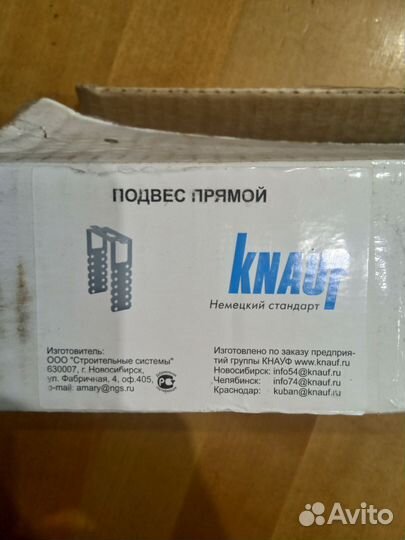 ПОДВЕС ПРЯМОЙ
KNAUF
Немецкий стандарт
Изготовитель:
ООО "Строительные системы"
630007, г. Новосибирск,
ул. Фабричная, 4, оф.405,
e-mail: amary@ngs.ru
Изготовлено по заказу предприя-
тий группы КНАУФ www.knauf.ru
Новосибирск: info54@knauf.ru
Челябинск: info74@knauf.ru
Краснодар: kuban@knauf.ru
Avito